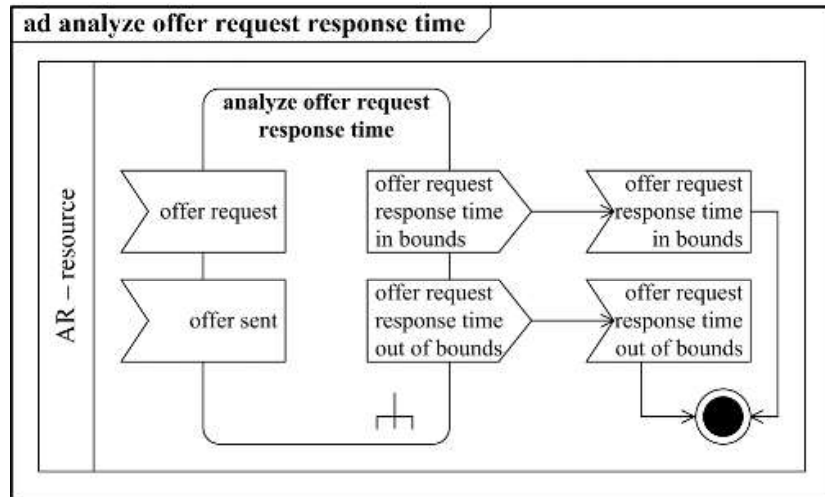 ad analyze offer request response time
AR – resource
analyze offer request
response time
offer request
offer sent
offer request
response time
in bounds
offer request
response time
out of bounds
offer request
response time
in bounds
offer request
response time
out of bounds